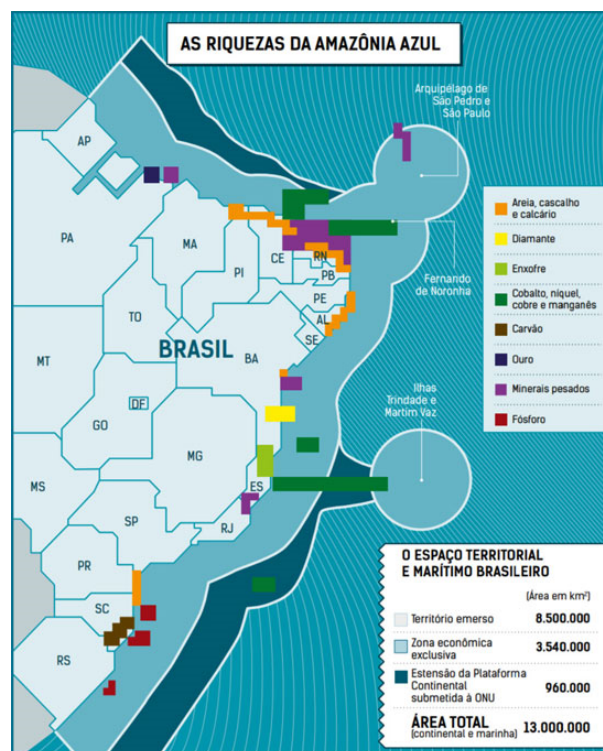 AS RIQUEZAS DA AMAZÔNIA AZUL
Arquipélago de
São Pedro e
São Paulo
AP
PA
MA
CE
RN
PB
PI
PE
AL
SE
TO
BRASIL
BA
MT
DF
GO
MG
MS
ES
SP
RJ
PR
SC
RS
Fernando
de Noronha
Ilhas
Trindade e
Martim Vaz
Areia, cascalho
e calcário
Diamante
Enxofre
Cobalto, níquel,
cobre e manganês
Carvão
Ouro
Minerais pesados
Fósforo
O ESPAÇO TERRITORIAL
E MARÍTIMO BRASILEIRO
(Área em km²)
Território emerso 8.500.000
Zona econômica
exclusiva 3.540.000
Estensão da Plataforma
Continental
submetida à ONU 960.000
ÁREA TOTAL
(continental e marinha) 13.000.000